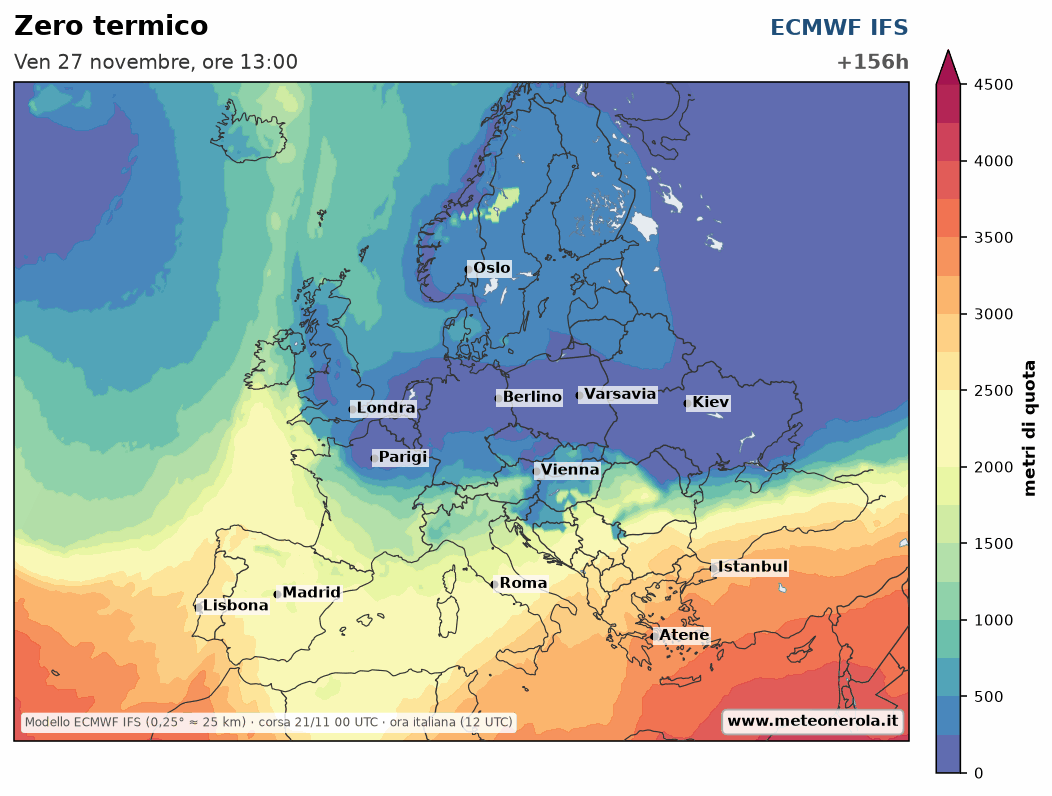 Zero termico
ECMWF IFS
Ven 27 novembre, ore 13:00
+156h
4500
4000
3500
3000
2500
2000
1500
1000
500
0
metri di quota
Oslo
Berlino
Varsavia
Kiev
Londra
Parigi
Vienna
Istanbul
Roma
Madrid
Lisbona
Atene
Modello ECMWF IFS (0,25° ≈ 25 km) · corsa 21/11 00 UTC · ora italiana (12 UTC)
www.meteonerola.it